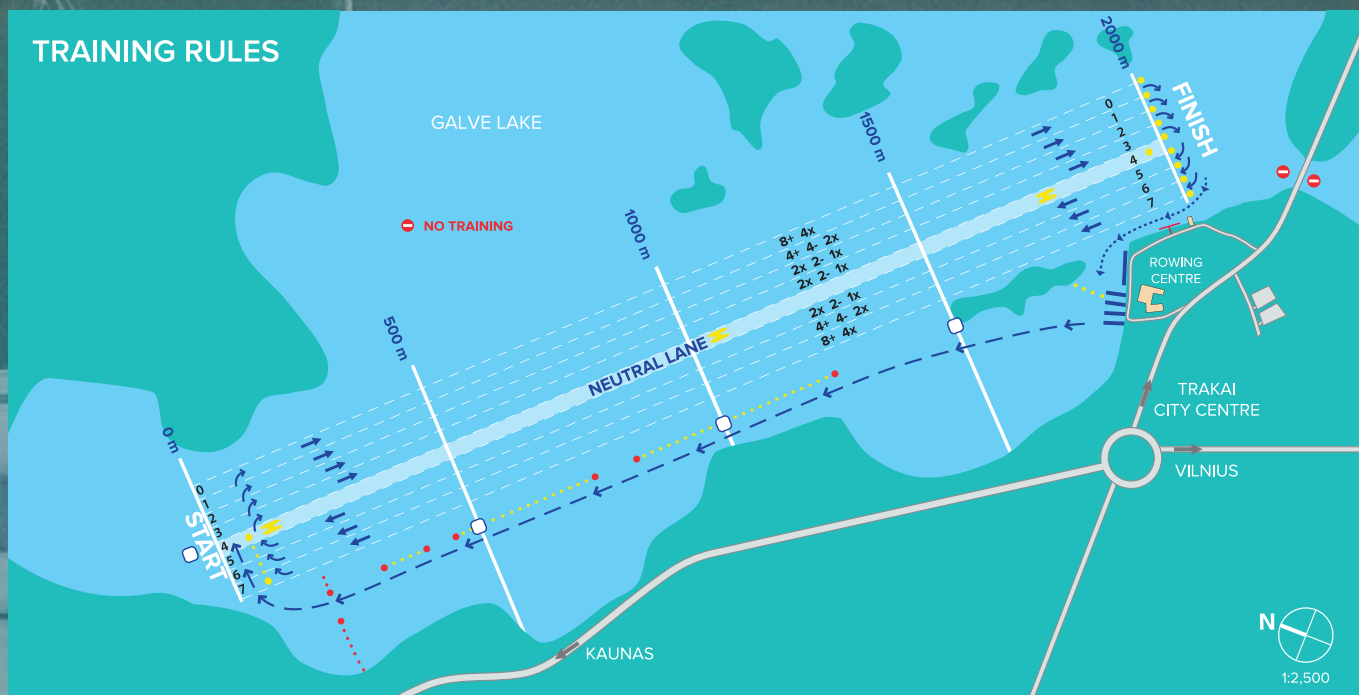 TRAINING RULES
GALVE LAKE
NO TRAINING
2000 m
FINISH
0
1
2
3
4
5
6
7
1500 m
1000 m
500 m
0 m
8+ 4x
4+ 4- 2x
2x 2- 1x
2x 2- 1x
2x 2- 1x
4+ 4- 2x
8+ 4x
NEUTRAL LANE
ROWING
CENTRE
START
0
1
2
3
4
5
6
7
TRAKAI
CITY CENTRE
VILNIUS
KAUNAS
N
1:2,500